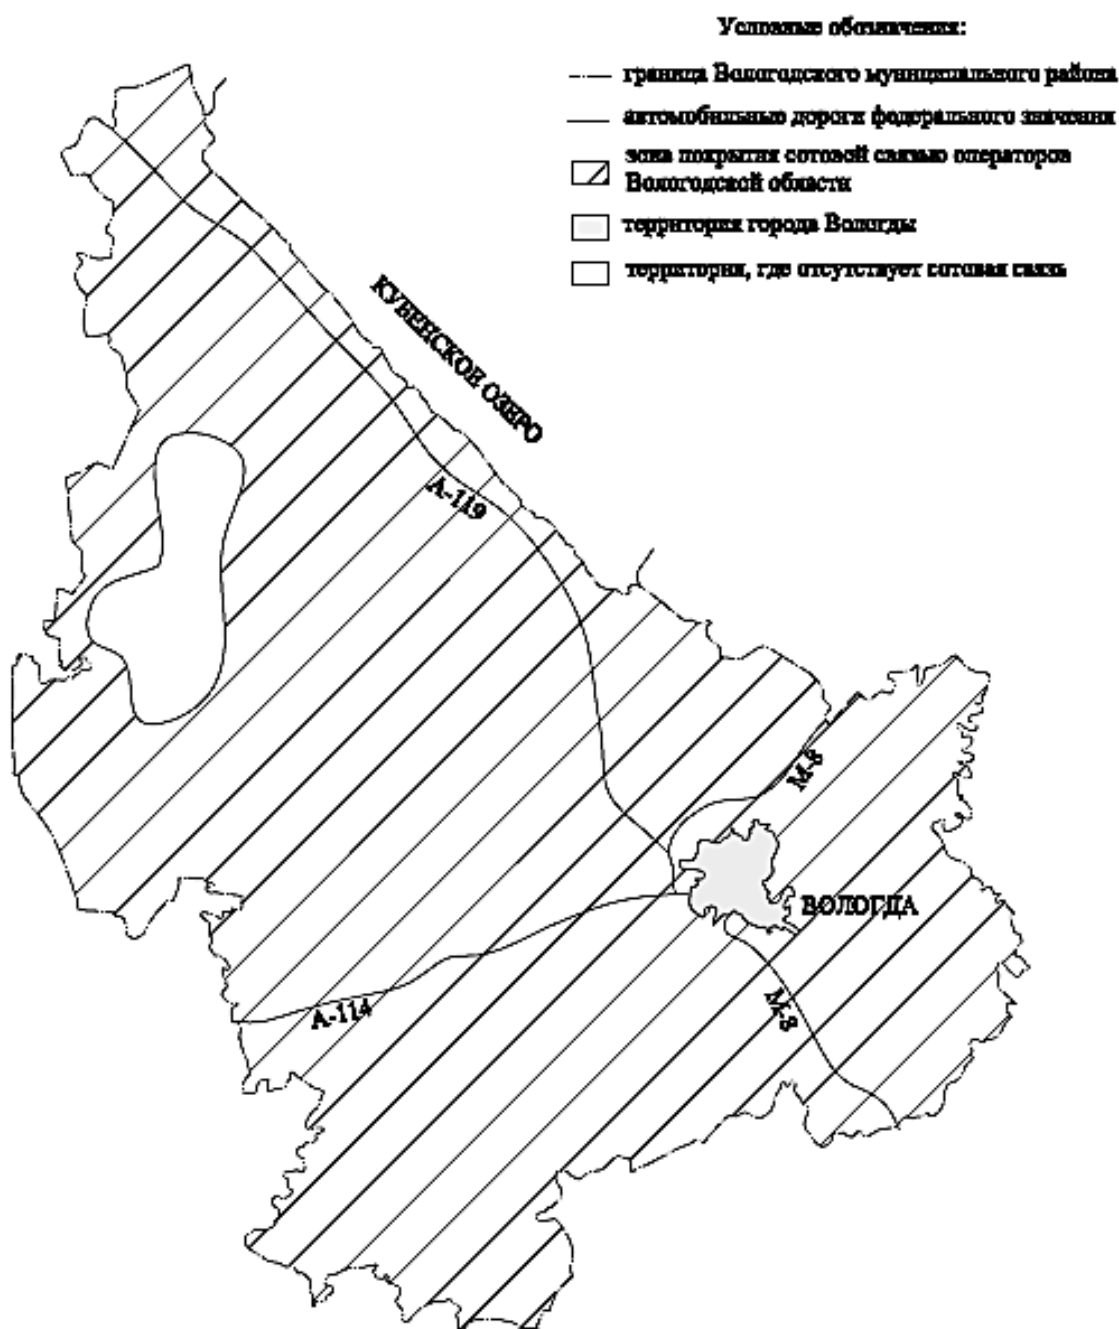 Условные обозначения:
граница Вологодского муниципального района
автомобильные дороги федерального значения
зона покрытия сотовой связью операторов
Вологодской области
территория города Вологды
территория, где отсутствует сотовая связь
КУБЕНСКОЕ ОЗЕРО
А-119
М-8
ВОЛОГДА
А-114
М-8